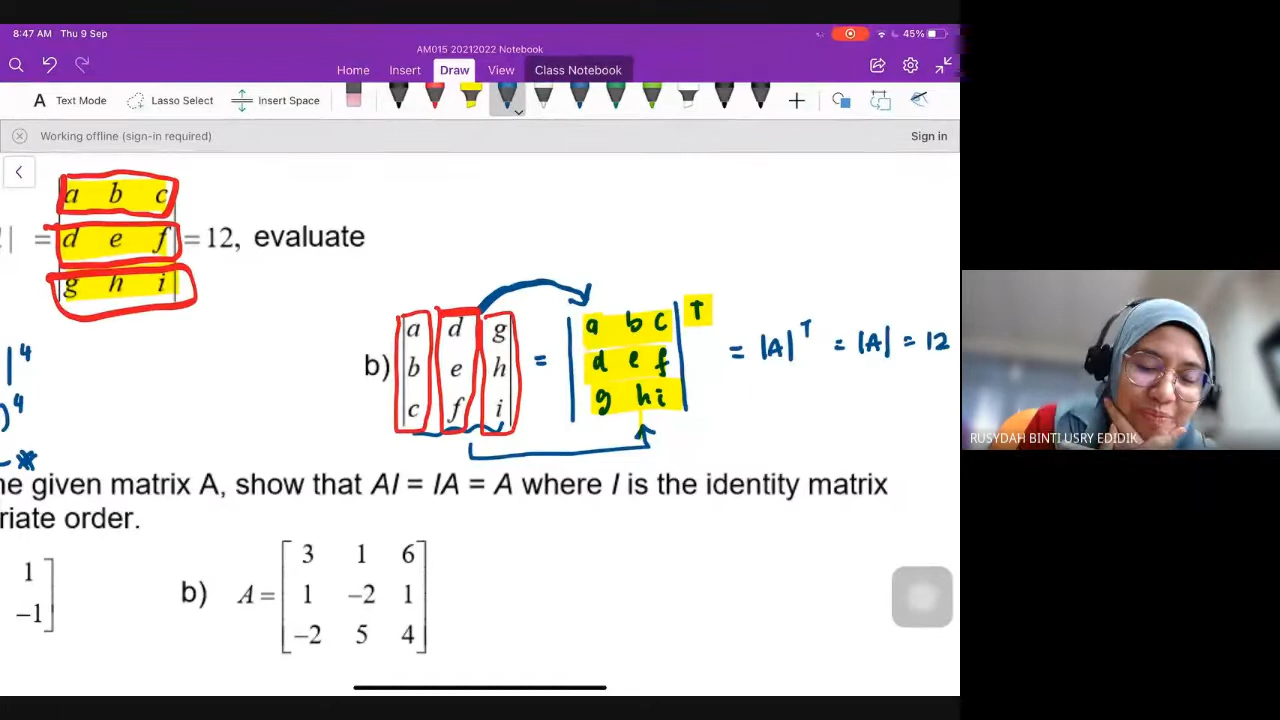 8:47 AM Thu 9 Sep
45%
AM015 20212022 Notebook
Home Insert Draw View Class Notebook
A Text Mode Lasso Select Insert Space
Working offline (sign-in required) Sign in
a b c
| = d e f = 12, evaluate
g h i
|⁴
)⁴
b) a d g
b e h
c f i
= a b c T
d e f
g h i
= |A|ᵀ = |A| = 12
RUSYDAH BINTI USRY EDIDIK
he given matrix A, show that AI = IA = A where I is the identity matrix
riate order.
1
-1
b) A = 3 1 6
1 -2 1
-2 5 4